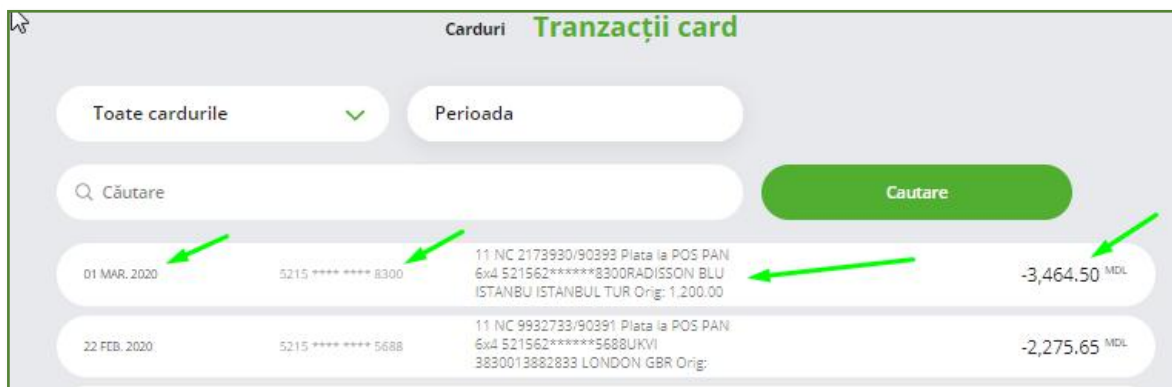 Carduri Tranzacții card
Toate cardurile Perioada
Căutare Cautare
01 MAR. 2020 5215 **** **** 8300 11 NC 2173930/90393 Plata la POS PAN
6x4 521562******8300RADISSON BLU
ISTANBU ISTANBUL TUR Orig: 1,200.00
-3,464.50 MDL
22 FEB. 2020 5215 **** **** 5688 11 NC 9932733/90391 Plata la POS PAN
6x4 521562******5688UKVI
3830013882833 LONDON GBR Orig:
-2,275.65 MDL